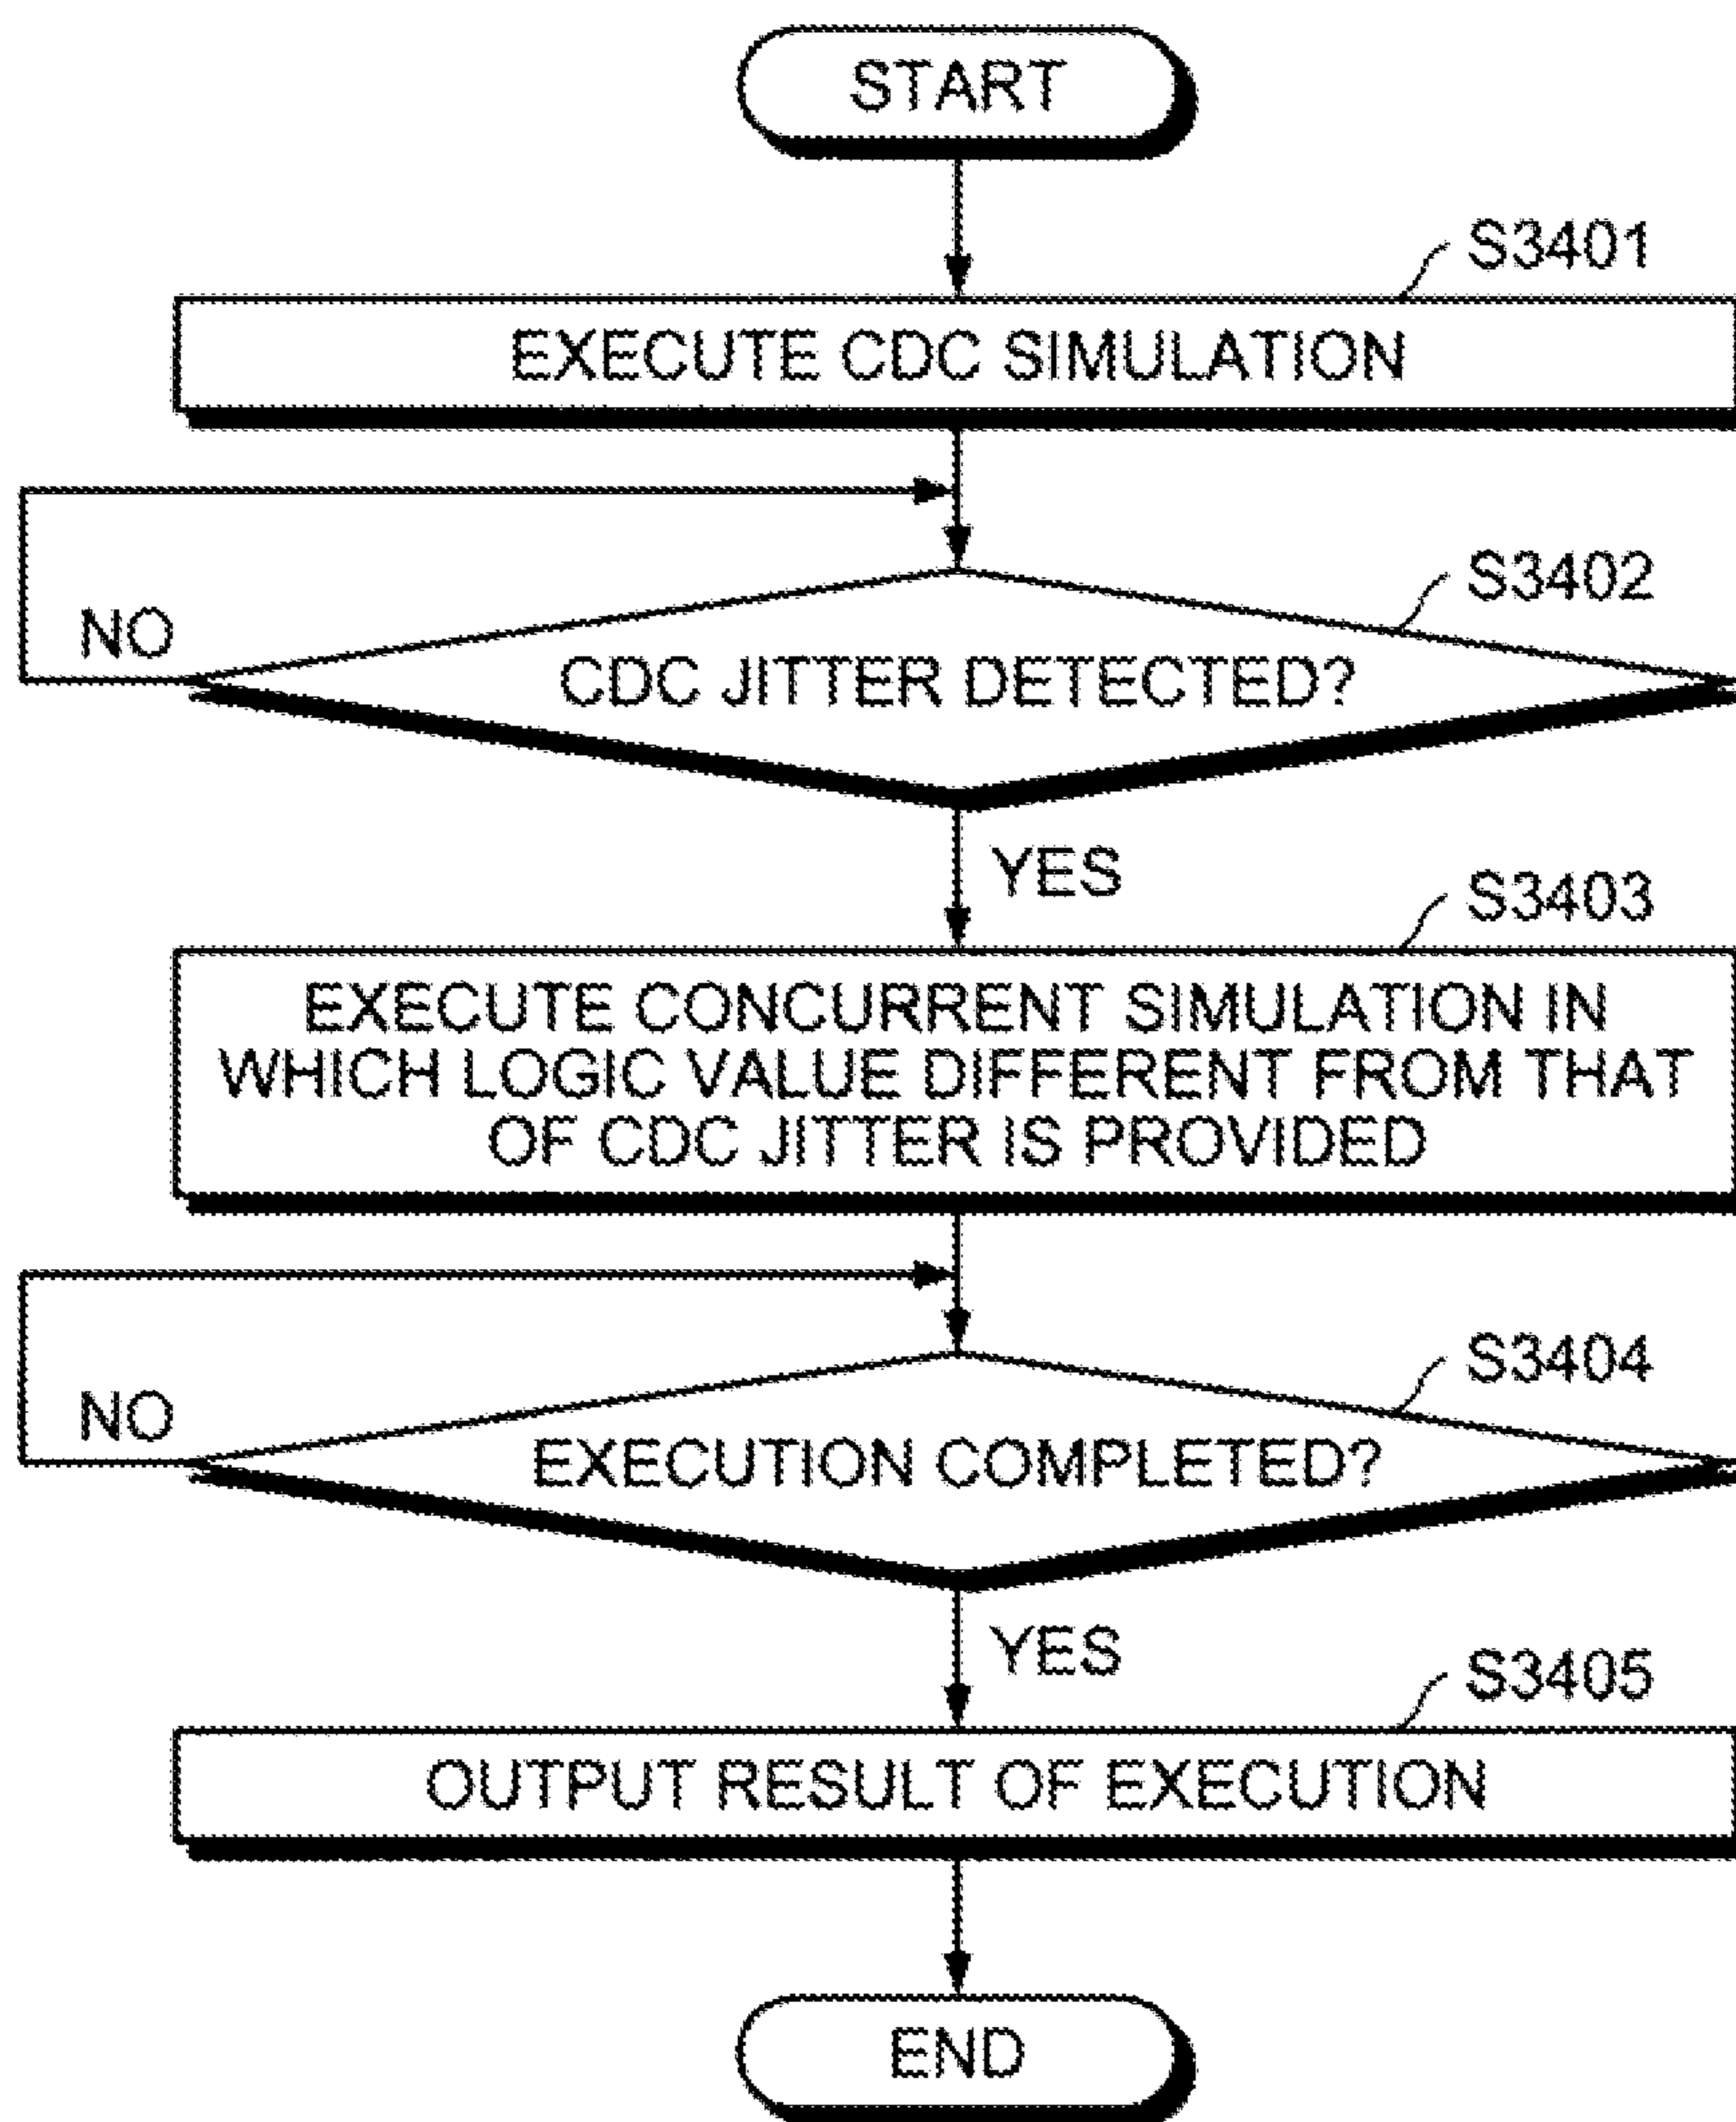 START
S3401
EXECUTE CDC SIMULATION
S3402
NO
CDC JITTER DETECTED?
YES
S3403
EXECUTE CONCURRENT SIMULATION IN
WHICH LOGIC VALUE DIFFERENT FROM THAT
OF CDC JITTER IS PROVIDED
S3404
NO
EXECUTION COMPLETED?
YES
S3405
OUTPUT RESULT OF EXECUTION
END